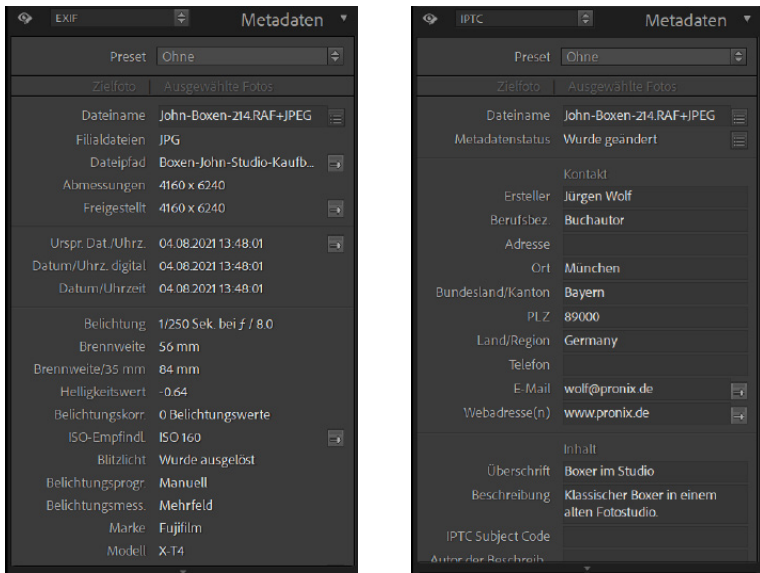 EXIF Metadaten
Preset Ohne
Zielfoto Ausgewählte Fotos
Dateiname John-Boxen-214.RAF+JPEG
Filialdateien JPG
Dateipfad Boxen-John-Studio-Kaufb...
Abmessungen 4160 x 6240
Freigestellt 4160 x 6240
Urspr. Dat./Uhrz. 04.08.2021 13:48:01
Datum/Uhrz. digital 04.08.2021 13:48:01
Datum/Uhrzeit 04.08.2021 13:48:01
Belichtung 1/250 Sek. bei ƒ / 8.0
Brennweite 56 mm
Brennweite/35 mm 84 mm
Helligkeitswert -0.64
Belichtungskorr. 0 Belichtungswerte
ISO-Empfindl. ISO 160
Blitzlicht Wurde ausgelöst
Belichtungsprogr. Manuell
Belichtungsmess. Mehrfeld
Marke Fujifilm
Modell X-T4
IPTC Metadaten
Preset Ohne
Zielfoto Ausgewählte Fotos
Dateiname John-Boxen-214.RAF+JPEG
Metadatenstatus Wurde geändert
Kontakt
Ersteller Jürgen Wolf
Berufsbez. Buchautor
Adresse
Ort München
Bundesland/Kanton Bayern
PLZ 89000
Land/Region Germany
Telefon
E-Mail wolf@pronix.de
Webadresse(n) www.pronix.de
Inhalt
Überschrift Boxer im Studio
Beschreibung Klassischer Boxer in einem
alten Fotostudio.
IPTC Subject Code
Autor der Beschreib.